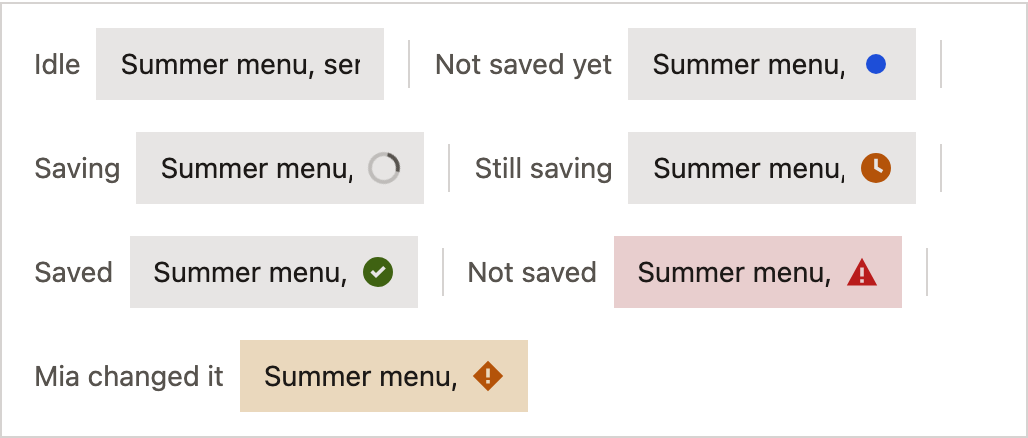 Idle Summer menu, ser Not saved yet Summer menu,
Saving Summer menu, Still saving Summer menu,
Saved Summer menu, Not saved Summer menu,
Mia changed it Summer menu,